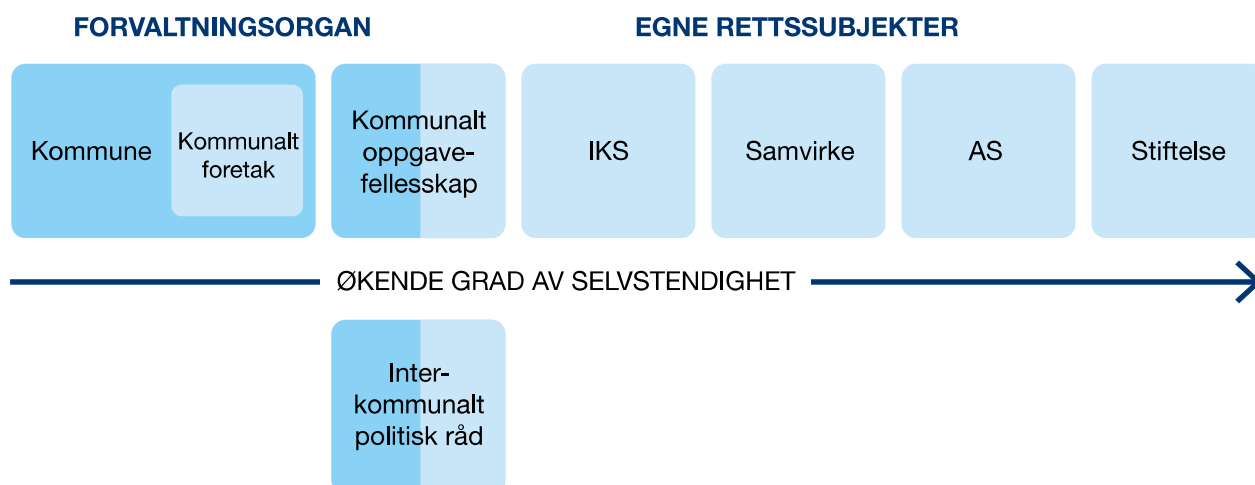 FORVALTNINGSORGAN
EGNE RETTSSUBJEKTER
Kommune
Kommunalt
foretak
Kommunalt
oppgave-
fellesskap
IKS
Samvirke
AS
Stiftelse
ØKENDE GRAD AV SELVSTENDIGHET
Inter-
kommunalt
politisk råd